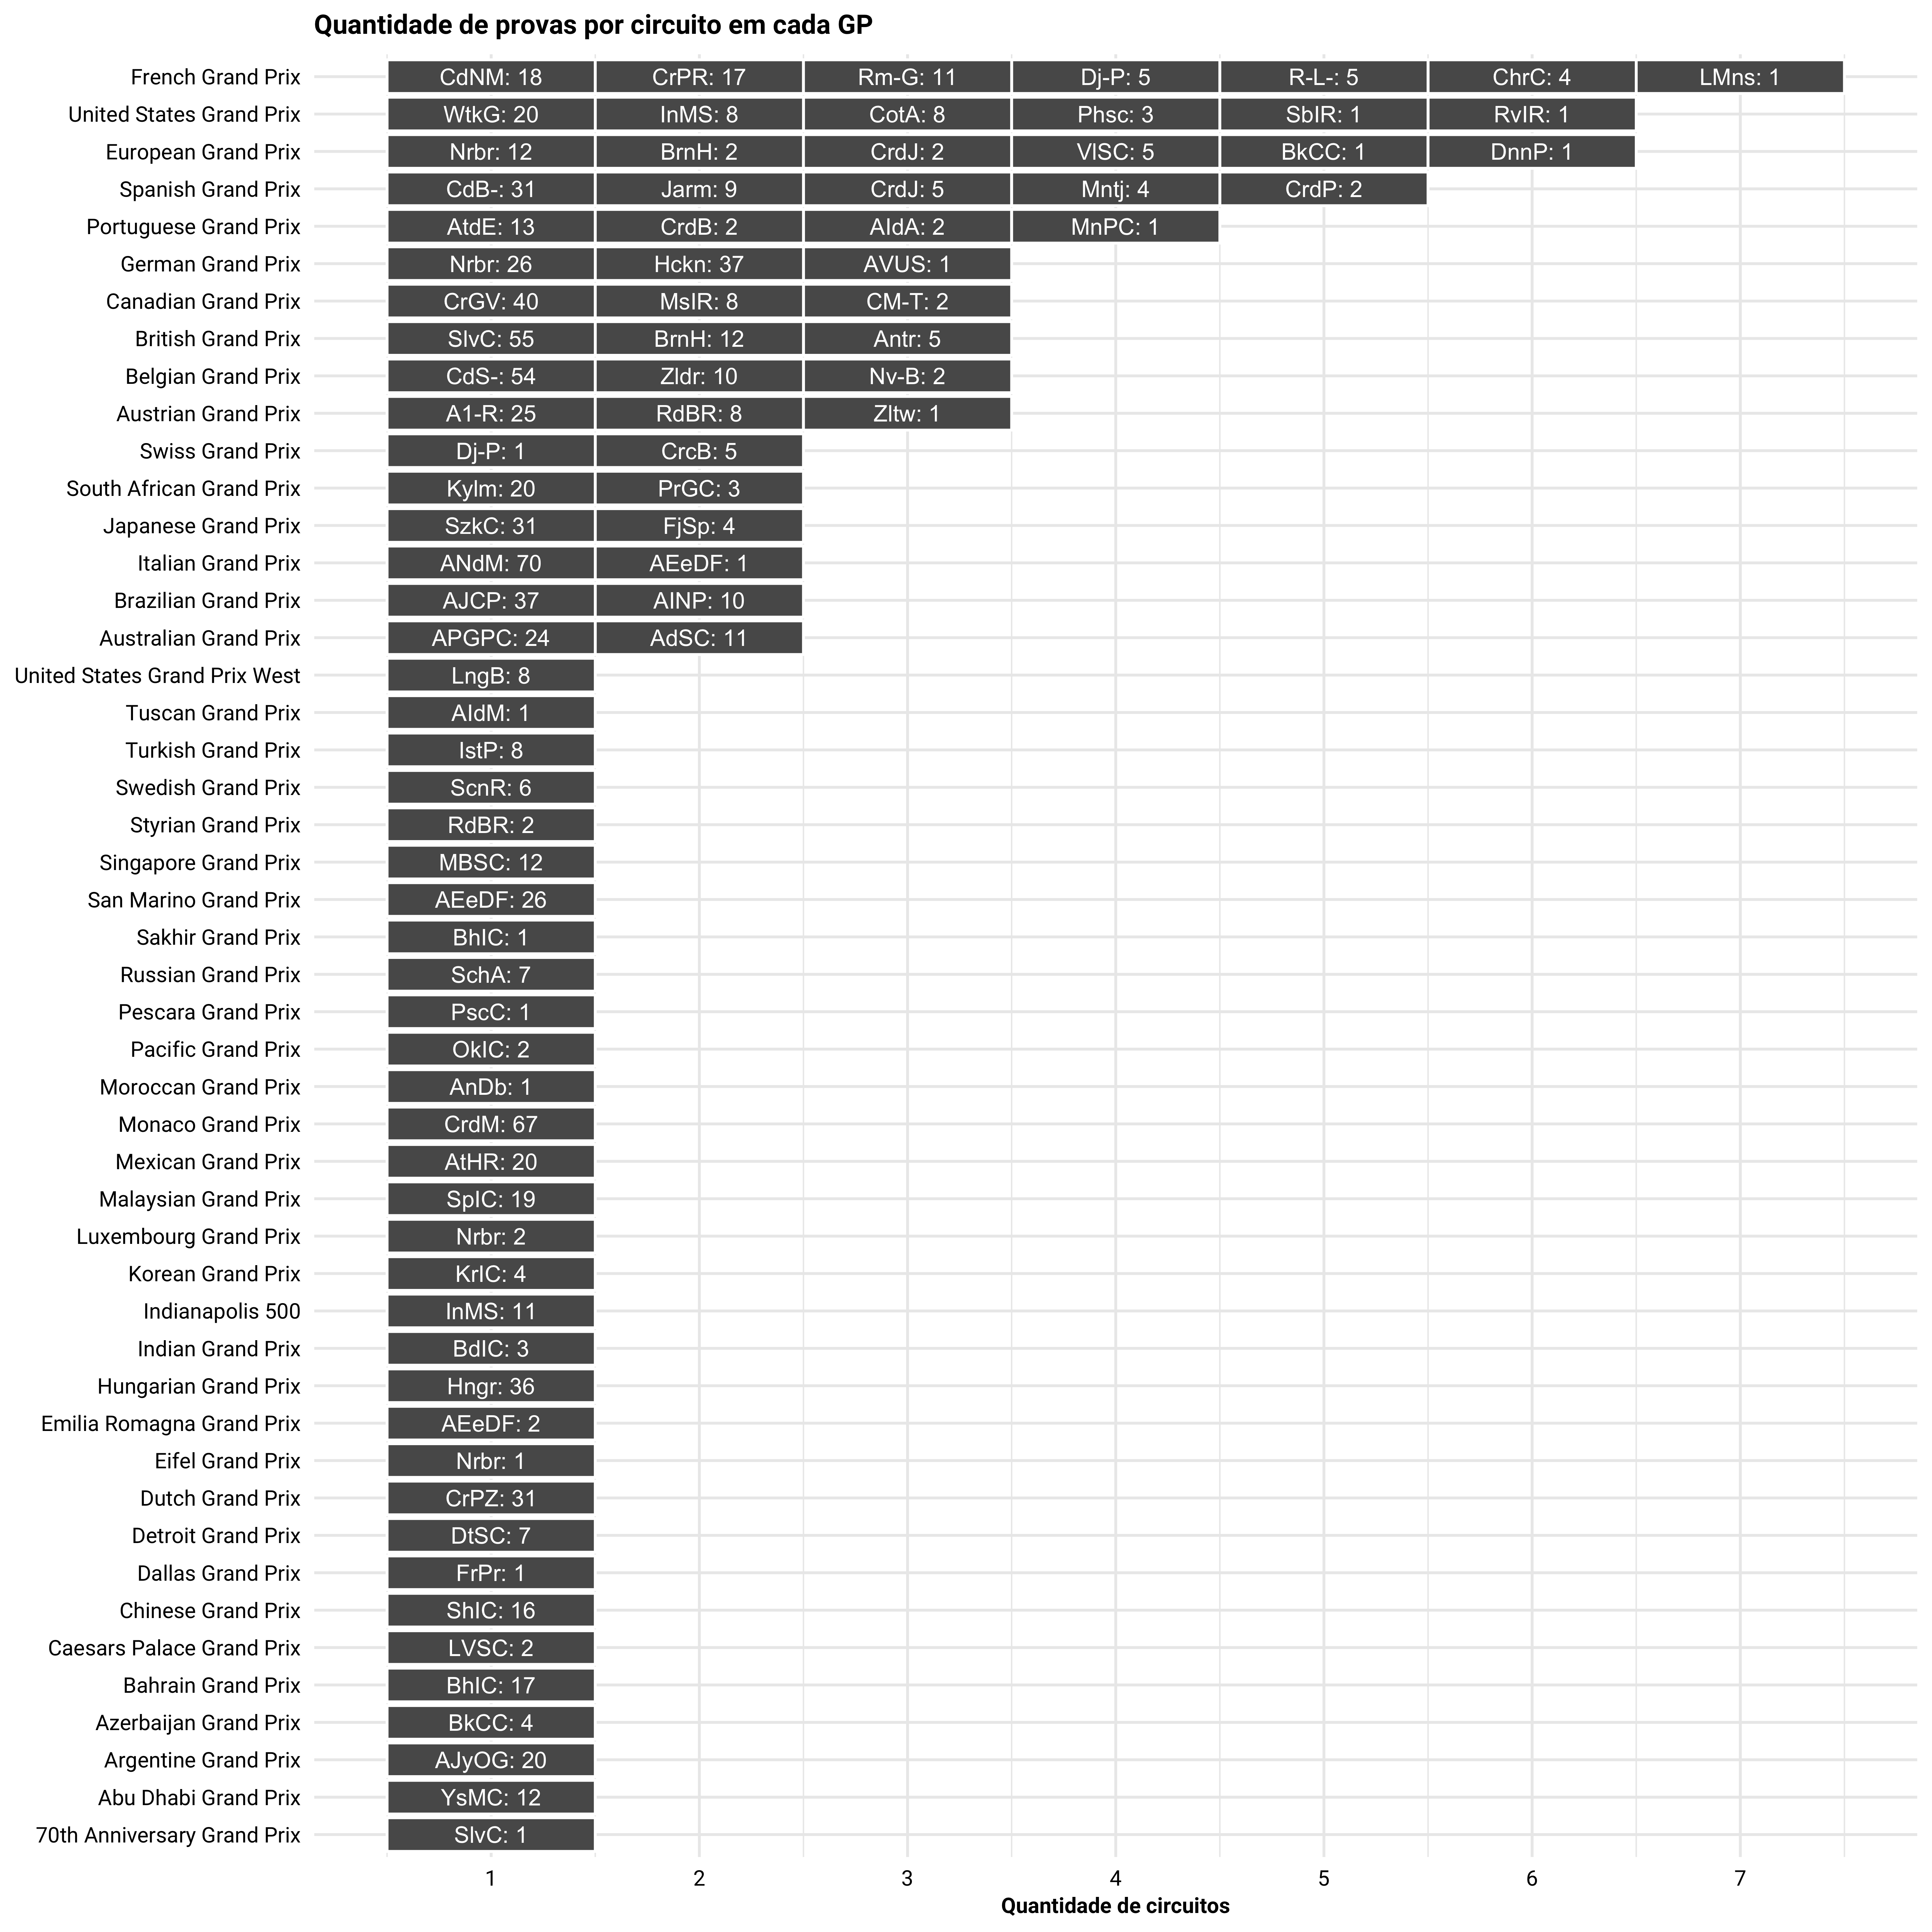 Quantidade de provas por circuito em cada GP
French Grand Prix CdNM: 18 CrPR: 17 Rm-G: 11 Dj-P: 5 R-L-: 5 ChrC: 4 LMns: 1
United States Grand Prix WtkG: 20 InMS: 8 CotA: 8 Phsc: 3 SbIR: 1 RvIR: 1
European Grand Prix Nrbr: 12 BrnH: 2 CrdJ: 2 VlSC: 5 BkCC: 1 DnnP: 1
Spanish Grand Prix CdB-: 31 Jarm: 9 CrdJ: 5 Mntj: 4 CrdP: 2
Portuguese Grand Prix AtdE: 13 CrdB: 2 AIdA: 2 MnPC: 1
German Grand Prix Nrbr: 26 Hckn: 37 AVUS: 1
Canadian Grand Prix CrGV: 40 MsIR: 8 CM-T: 2
British Grand Prix SlvC: 55 BrnH: 12 Antr: 5
Belgian Grand Prix CdS-: 54 Zldr: 10 Nv-B: 2
Austrian Grand Prix A1-R: 25 RdBR: 8 Zltw: 1
Swiss Grand Prix Dj-P: 1 CrcB: 5
South African Grand Prix Kylm: 20 PrGC: 3
Japanese Grand Prix SzkC: 31 FjSp: 4
Italian Grand Prix ANdM: 70 AEeDF: 1
Brazilian Grand Prix AJCP: 37 AINP: 10
Australian Grand Prix APGPC: 24 AdSC: 11
United States Grand Prix West LngB: 8
Tuscan Grand Prix AIdM: 1
Turkish Grand Prix IstP: 8
Swedish Grand Prix ScnR: 6
Styrian Grand Prix RdBR: 2
Singapore Grand Prix MBSC: 12
San Marino Grand Prix AEeDF: 26
Sakhir Grand Prix BhIC: 1
Russian Grand Prix SchA: 7
Pescara Grand Prix PscC: 1
Pacific Grand Prix OkIC: 2
Moroccan Grand Prix AnDb: 1
Monaco Grand Prix CrdM: 67
Mexican Grand Prix AtHR: 20
Malaysian Grand Prix SpIC: 19
Luxembourg Grand Prix Nrbr: 2
Korean Grand Prix KrIC: 4
Indianapolis 500 InMS: 11
Indian Grand Prix BdIC: 3
Hungarian Grand Prix Hngr: 36
Emilia Romagna Grand Prix AEeDF: 2
Eifel Grand Prix Nrbr: 1
Dutch Grand Prix CrPZ: 31
Detroit Grand Prix DtSC: 7
Dallas Grand Prix FrPr: 1
Chinese Grand Prix ShIC: 16
Caesars Palace Grand Prix LVSC: 2
Bahrain Grand Prix BhIC: 17
Azerbaijan Grand Prix BkCC: 4
Argentine Grand Prix AJyOG: 20
Abu Dhabi Grand Prix YsMC: 12
70th Anniversary Grand Prix SlvC: 1
1 2 3 4 5 6 7
Quantidade de circuitos